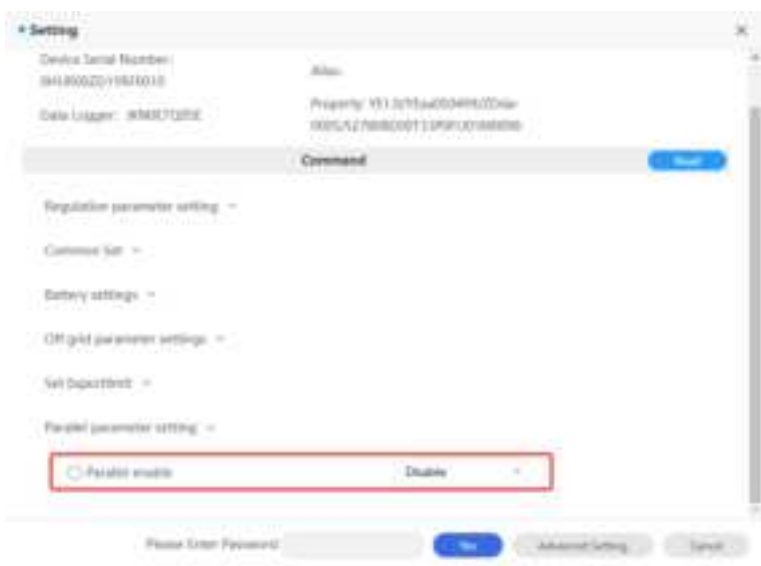 Setting
Device Serial Number:
Alias:
Data Logger:
Property:
Command
Read
Regulation parameter setting
Common Set
Battery settings
Off grid parameter settings
Set Exportlimit
Parallel parameter setting
Parallel enable Disable
Please Enter Password Yes Advanced Setting Cancel